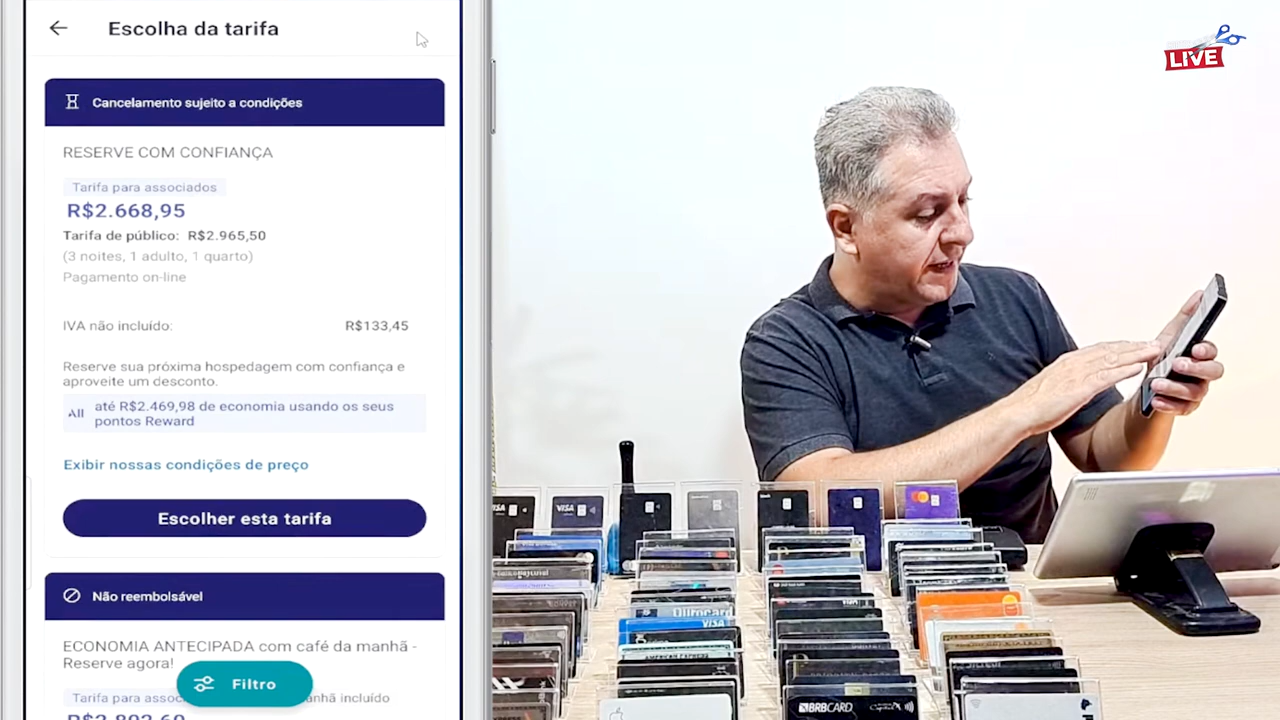 Escolha da tarifa
LIVE
Cancelamento sujeito a condições
RESERVE COM CONFIANÇA
Tarifa para associados
R$2.668,95
Tarifa de público: R$2.965,50
(3 noites, 1 adulto, 1 quarto)
Pagamento on-line
IVA não incluído: R$133,45
Reserve sua próxima hospedagem com confiança e
aproveite um desconto.
ALL
até R$2.469,98 de economia usando os seus
pontos Reward
Exibir nossas condições de preço
Escolher esta tarifa
Não reembolsável
ECONOMIA ANTECIPADA com café da manhã -
Reserve agora!
Filtro
VISA
VISA
VISA
VISA
BRBCARD